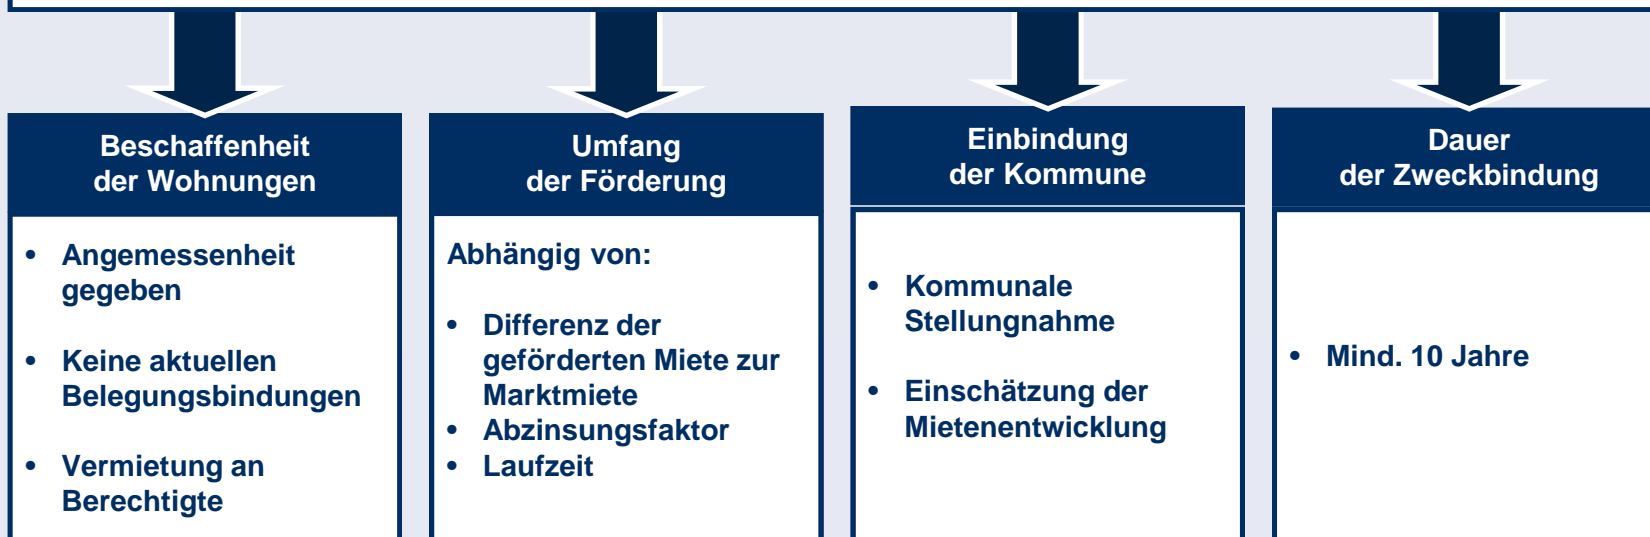 Beschaffenheit
der Wohnungen
• Angemessenheit
gegeben
• Keine aktuellen
Belegungsbindungen
• Vermietung an
Berechtigte
Umfang
der Förderung
Abhängig von:
• Differenz der
geförderten Miete zur
Marktmiete
• Abzinsungsfaktor
• Laufzeit
Einbindung
der Kommune
• Kommunale
Stellungnahme
• Einschätzung der
Mietenentwicklung
Dauer
der Zweckbindung
• Mind. 10 Jahre